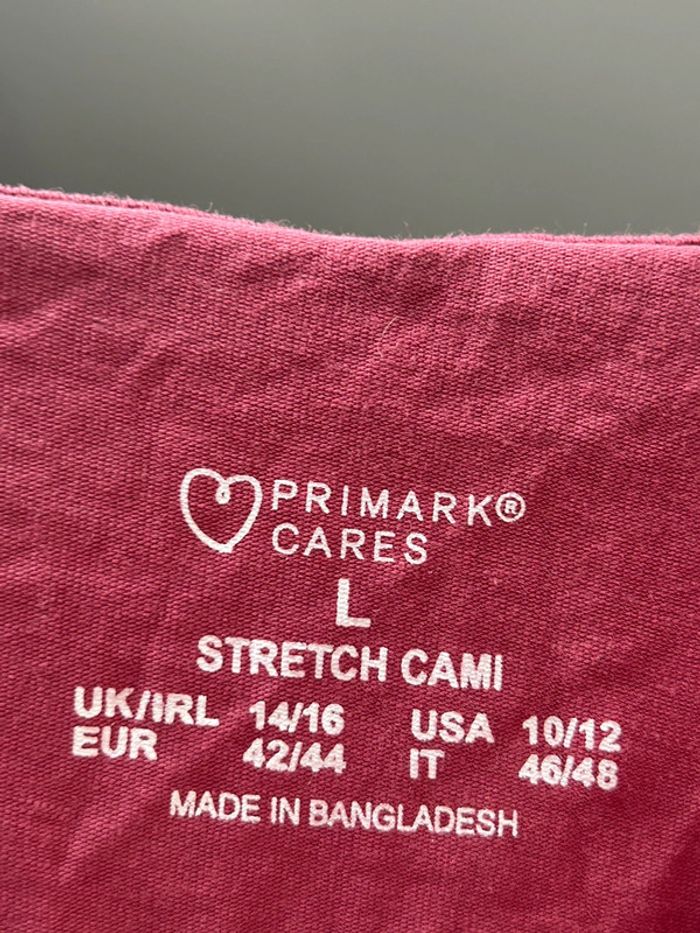 PRIMARK®
CARES
L
STRETCH CAMI
UK/IRL 14/16 USA 10/12
EUR 42/44 IT 46/48
MADE IN BANGLADESH